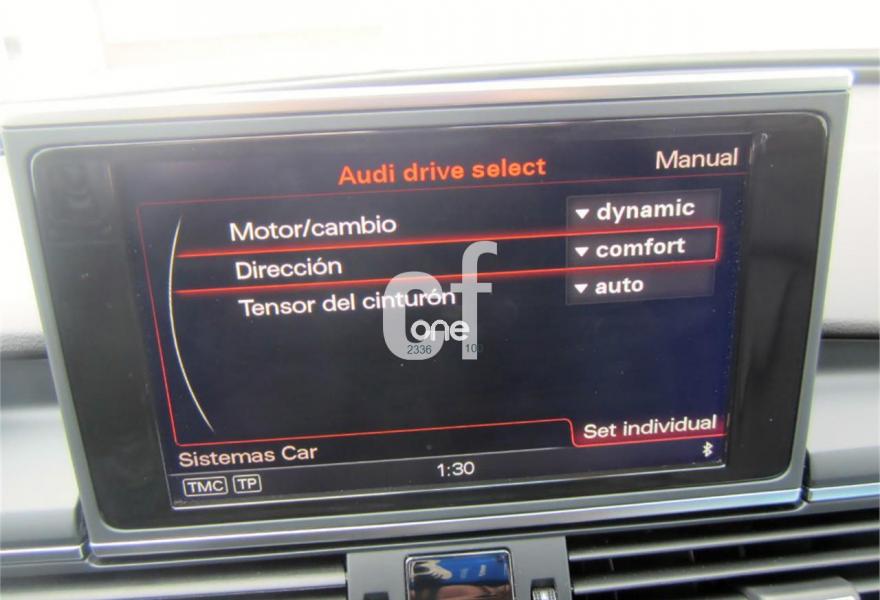 Audi drive select
Manual
Motor/cambio
dynamic
Dirección
comfort
Tensor del cinturón
auto
cf
one
2336 100
Set individual
Sistemas Car
TMC TP
1:30